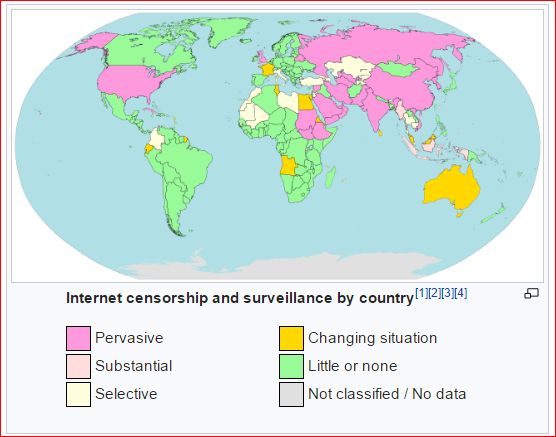 Internet censorship and surveillance by country[1][2][3][4]
Pervasive
Changing situation
Substantial
Little or none
Selective
Not classified / No data